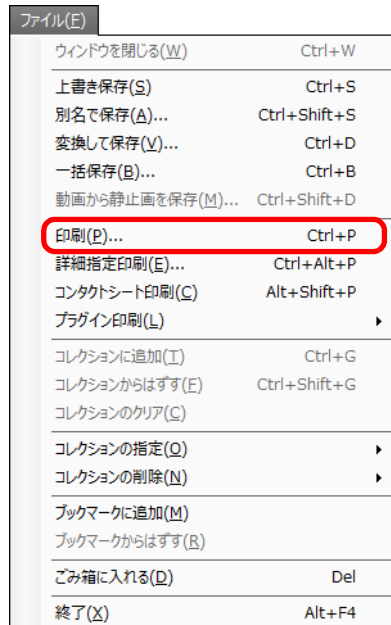 ファイル(F)
ウィンドウを閉じる(W) Ctrl+W
上書き保存(S) Ctrl+S
別名で保存(A)... Ctrl+Shift+S
変換して保存(V)... Ctrl+D
一括保存(B)... Ctrl+B
動画から静止画を保存(M)... Ctrl+Shift+D
印刷(P)... Ctrl+P
詳細指定印刷(E)... Ctrl+Alt+P
コンタクトシート印刷(C) Alt+Shift+P
プラグイン印刷(L)
コレクションに追加(T) Ctrl+G
コレクションからはずす(F) Ctrl+Shift+G
コレクションのクリア(C)
コレクションの指定(O)
コレクションの削除(N)
ブックマークに追加(M)
ブックマークからはずす(R)
ごみ箱に入れる(D) Del
終了(X) Alt+F4